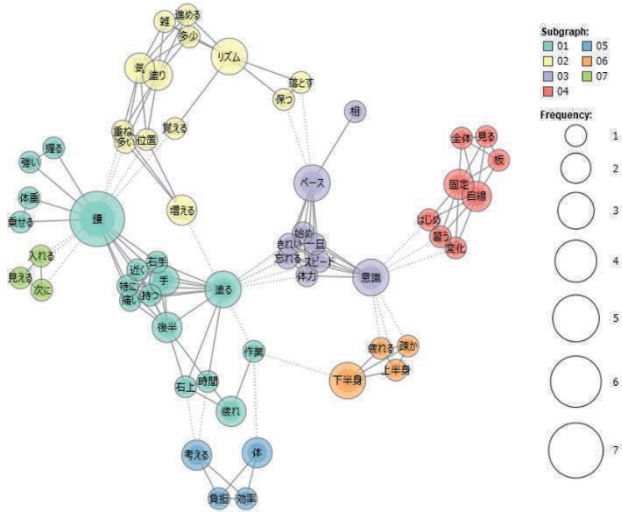 進める
雑
多少
リズム
気
塗り
落とす
保つ
相
重ね
多い
位置
覚える
全体
見る
板
握る
強い
ペース
固定
目線
体重
乗せる
増える
はじめ
習う
変化
始め
きれい
一旦
忘れる
スピード
体力
入れる
見える
次に
近く
右手
手
特に
持つ
痛い
塗る
意識
後半
作業
疲れる
疎か
上半身
下半身
右上
時間
疲れ
考える
体
負担
効率
Subgraph:
01 05
02 06
03 07
04
Frequency:
1
2
3
4
5
6
7